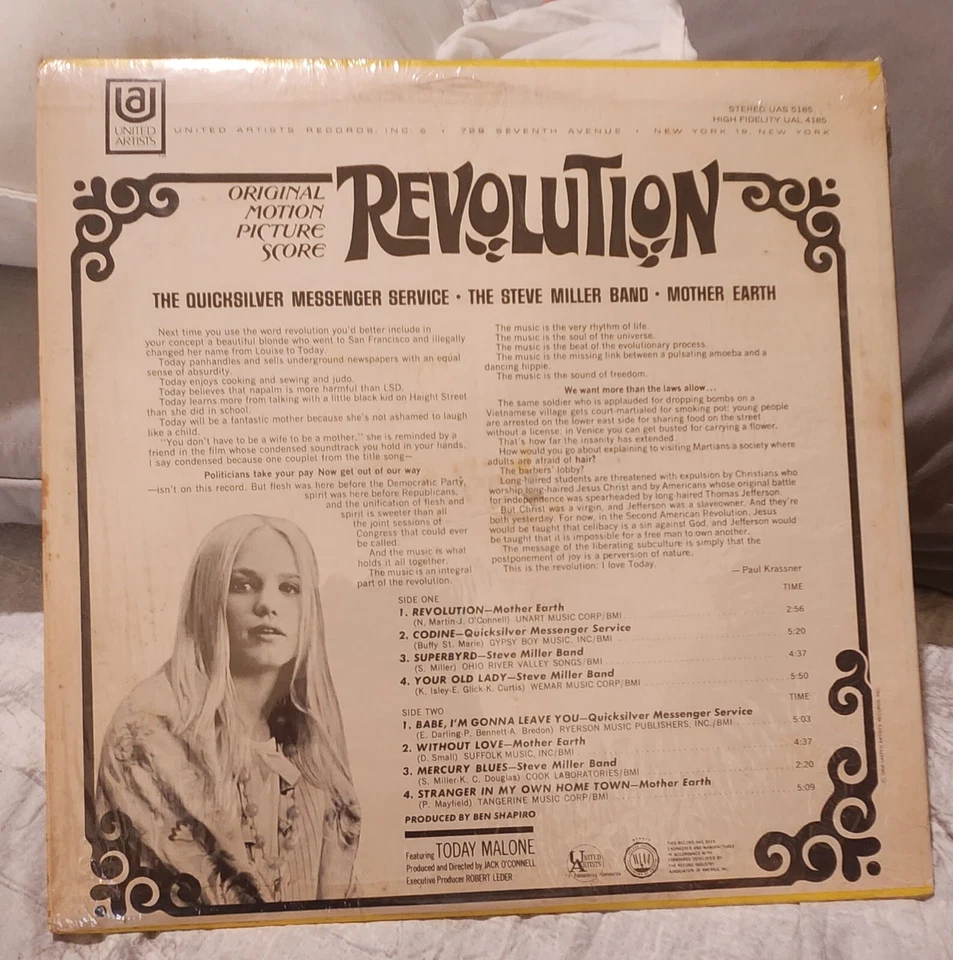 UNITED ARTISTS
STEREO UAS 5185
HIGH FIDELITY UAL 4185
UNITED ARTISTS RECORDS, INC. • 729 SEVENTH AVENUE • NEW YORK 19, NEW YORK
ORIGINAL
MOTION
PICTURE
SCORE
REVOLUTION
THE QUICKSILVER MESSENGER SERVICE • THE STEVE MILLER BAND • MOTHER EARTH
Next time you use the word revolution you'd better include in
your concept a beautiful blonde who went to San Francisco and illegally
changed her name from Louise to Today.
Today panhandles and sells underground newspapers with an equal
sense of absurdity.
Today enjoys cooking and sewing and judo.
Today believes that napalm is more harmful than LSD.
Today learns more from talking with a little black kid on Haight Street
than she did in school.
Today will be a fantastic mother because she's not ashamed to laugh
like a child.
"You don't have to be a wife to be a mother," she is reminded by a
friend in the film whose condensed soundtrack you hold in your hands.
I say condensed because one couplet from the title song—
Politicians take your pay Now get out of our way
—isn't on this record. But flesh was here before the Democratic Party,
spirit was here before Republicans,
and the unification of flesh and
spirit is sweeter than all
the joint sessions of
Congress that could ever
be called.
And the music is what
holds it all together.
The music is an integral
part of the revolution.
The music is the very rhythm of life.
The music is the soul of the universe.
The music is the beat of the evolutionary process.
The music is the missing link between a pulsating amoeba and a
dancing hippie.
The music is the sound of freedom.
We want more than the laws allow...
The same soldier who is applauded for dropping bombs on a
Vietnamese village gets court-martialed for smoking pot; young people
are arrested on the lower east side for sharing food on the street
without a license; in Venice you can get busted for carrying a flower.
That's how far the insanity has extended.
How would you go about explaining to visiting Martians a society where
adults are afraid of hair?
The barbers' lobby?
Long-haired students are threatened with expulsion by Christians who
worship long-haired Jesus Christ and by Americans whose original battle
for independence was spearheaded by long haired Thomas Jefferson.
But Christ was a virgin, and Jefferson was a slaveowner. And they're
both yesterday. For now, in the Second American Revolution, Jesus
would be taught that celibacy is a sin against God, and Jefferson would
be taught that it is impossible for a free man to own another.
The message of the liberating subculture is simply that the
postponement of joy is a perversion of nature.
This is the revolution: I love Today.
— Paul Krassner
SIDE ONE TIME
1. REVOLUTION—Mother Earth 2:56
(N. Martin-J. O'Connell) UNART MUSIC CORP/BMI
2. CODINE—Quicksilver Messenger Service 5:20
(Buffy St. Marie) GYPSY BOY MUSIC, INC/BMI
3. SUPERBYRD—Steve Miller Band 4:37
(S. Miller) OHIO RIVER VALLEY SONGS/BMI
4. YOUR OLD LADY—Steve Miller Band 5:50
(K. Isley-E. Glick-K. Curtis) WEMAR MUSIC CORP/BMI
SIDE TWO TIME
1. BABE, I'M GONNA LEAVE YOU—Quicksilver Messenger Service 5:03
(E. Darling-P. Bennett-A. Bredon) RYERSON MUSIC PUBLISHERS, INC./BMI
2. WITHOUT LOVE—Mother Earth 4:37
(D. Small) SUFFOLK MUSIC, INC/BMI
3. MERCURY BLUES—Steve Miller Band 2:20
(S. Miller-K. C. Douglas) COOK LABORATORIES/BMI
4. STRANGER IN MY OWN HOME TOWN—Mother Earth 5:09
(P. Mayfield) TANGERINE MUSIC CORP/BMI
PRODUCED BY BEN SHAPIRO
Featuring TODAY MALONE
Produced and Directed by JACK O'CONNELL
Executive Producer ROBERT LEDER
UNITED ARTISTS
THIS RECORD HAS BEEN
ENGINEERED AND MANUFACTURED
IN ACCORDANCE WITH
STANDARDS DEVELOPED BY
THE RECORD INDUSTRY
ASSOCIATION OF AMERICA, INC.